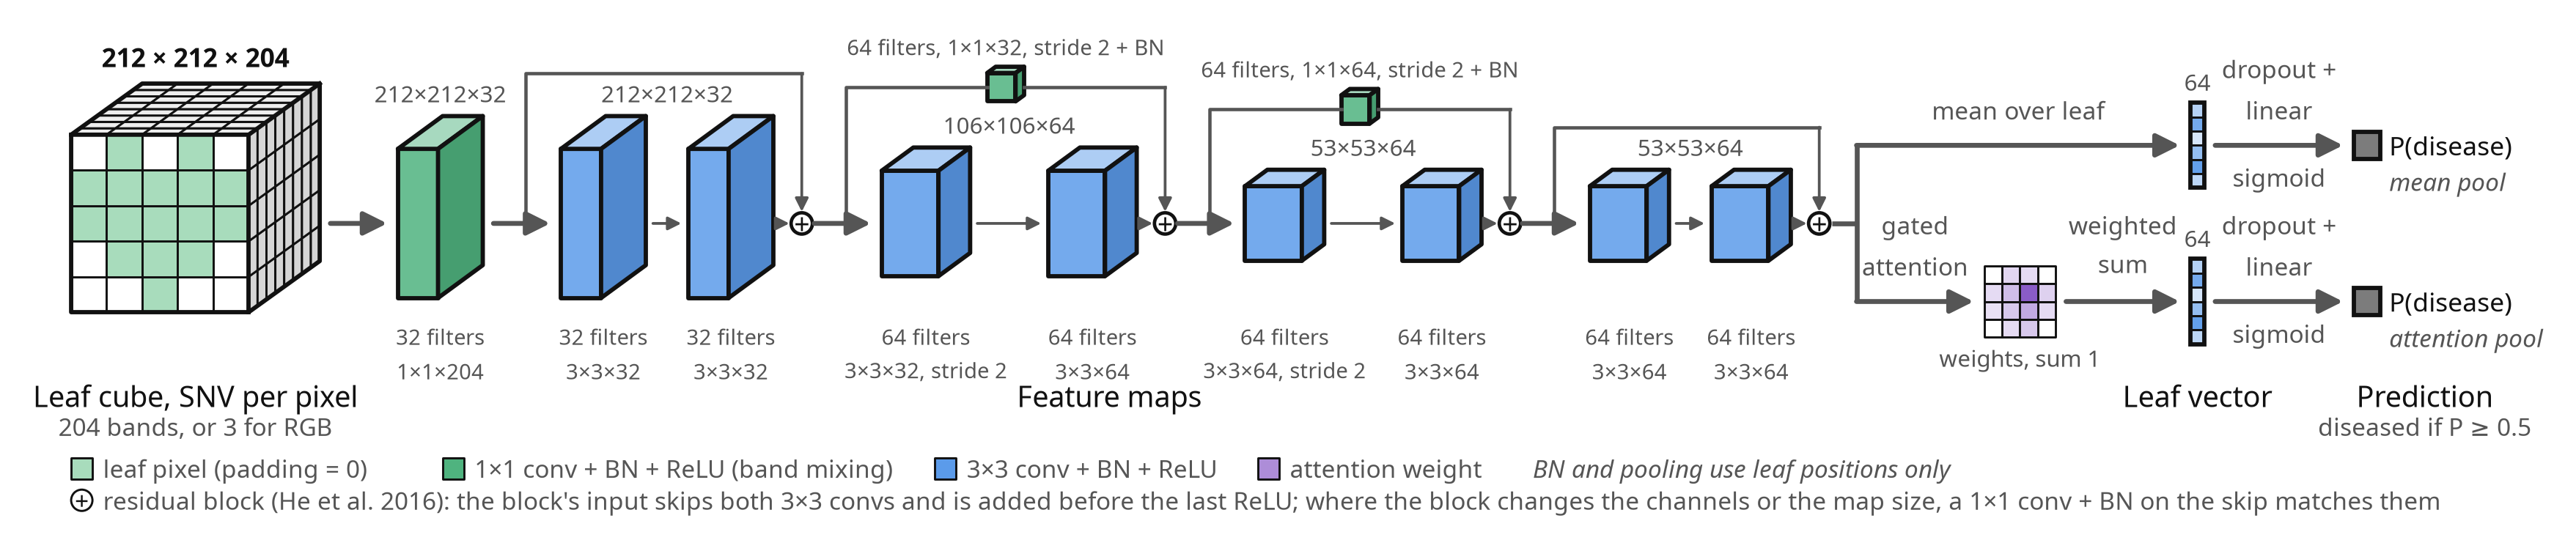 212 × 212 × 204
212×212×32
212×212×32
64 filters, 1×1×32, stride 2 + BN
106×106×64
64 filters, 1×1×64, stride 2 + BN
53×53×64
53×53×64
mean over leaf
64
dropout +
linear
sigmoid
P(disease)
mean pool
gated
attention
weights, sum 1
weighted
sum
64
dropout +
linear
sigmoid
P(disease)
attention pool
32 filters
1×1×204
32 filters
3×3×32
32 filters
3×3×32
64 filters
3×3×32, stride 2
64 filters
3×3×64
64 filters
3×3×64, stride 2
64 filters
3×3×64
64 filters
3×3×64
64 filters
3×3×64
Leaf cube, SNV per pixel
204 bands, or 3 for RGB
Feature maps
Leaf vector
Prediction
diseased if P ≥ 0.5
leaf pixel (padding = 0)
1×1 conv + BN + ReLU (band mixing)
3×3 conv + BN + ReLU
attention weight
BN and pooling use leaf positions only
residual block (He et al. 2016): the block's input skips both 3×3 convs and is added before the last ReLU; where the block changes the channels or the map size, a 1×1 conv + BN on the skip matches them